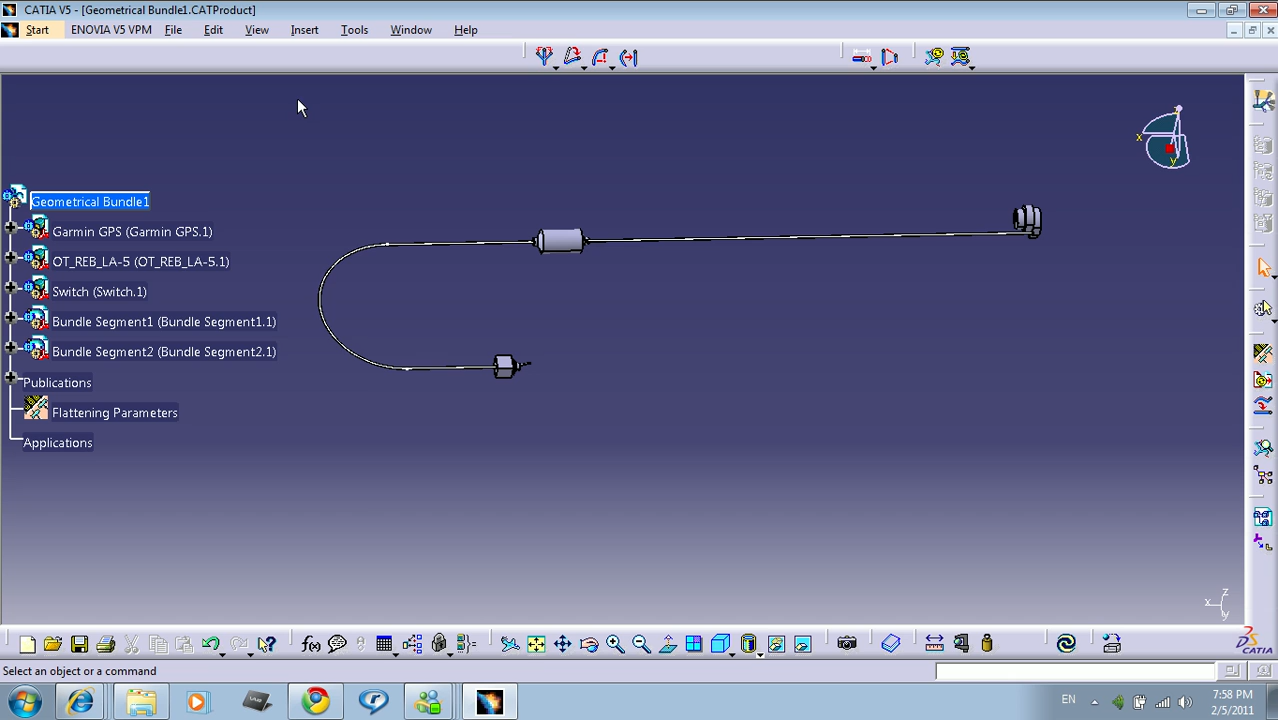 CATIA V5 - [Geometrical Bundle1.CATProduct]
Start ENOVIA V5 VPM File Edit View Insert Tools Window Help
x
y
Geometrical Bundle1
Garmin GPS (Garmin GPS.1)
OT_REB_LA-5 (OT_REB_LA-5.1)
Switch (Switch.1)
Bundle Segment1 (Bundle Segment1.1)
Bundle Segment2 (Bundle Segment2.1)
Publications
Flattening Parameters
Applications
z
x
y
f(x)
CATIA
Select an object or a command
EN
7:58 PM
2/5/2011